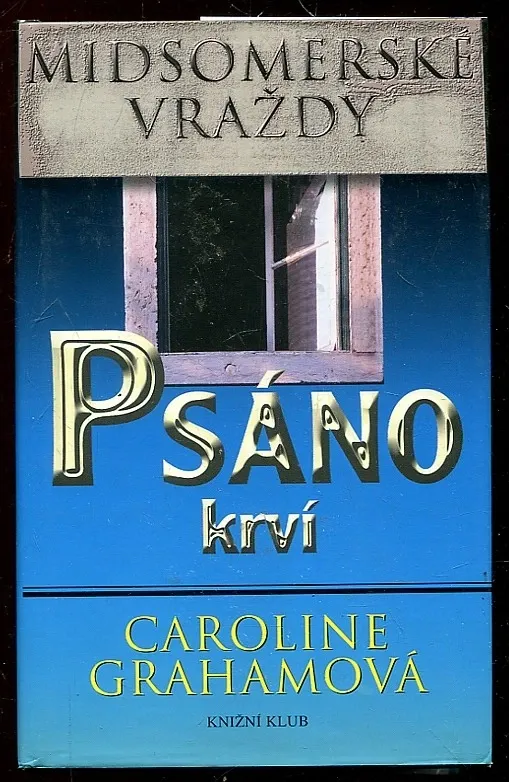 MIDSOMERSKÉ
VRAŽDY
PSÁNO
krví
CAROLINE
GRAHAMOVÁ
KNIŽNÍ KLUB